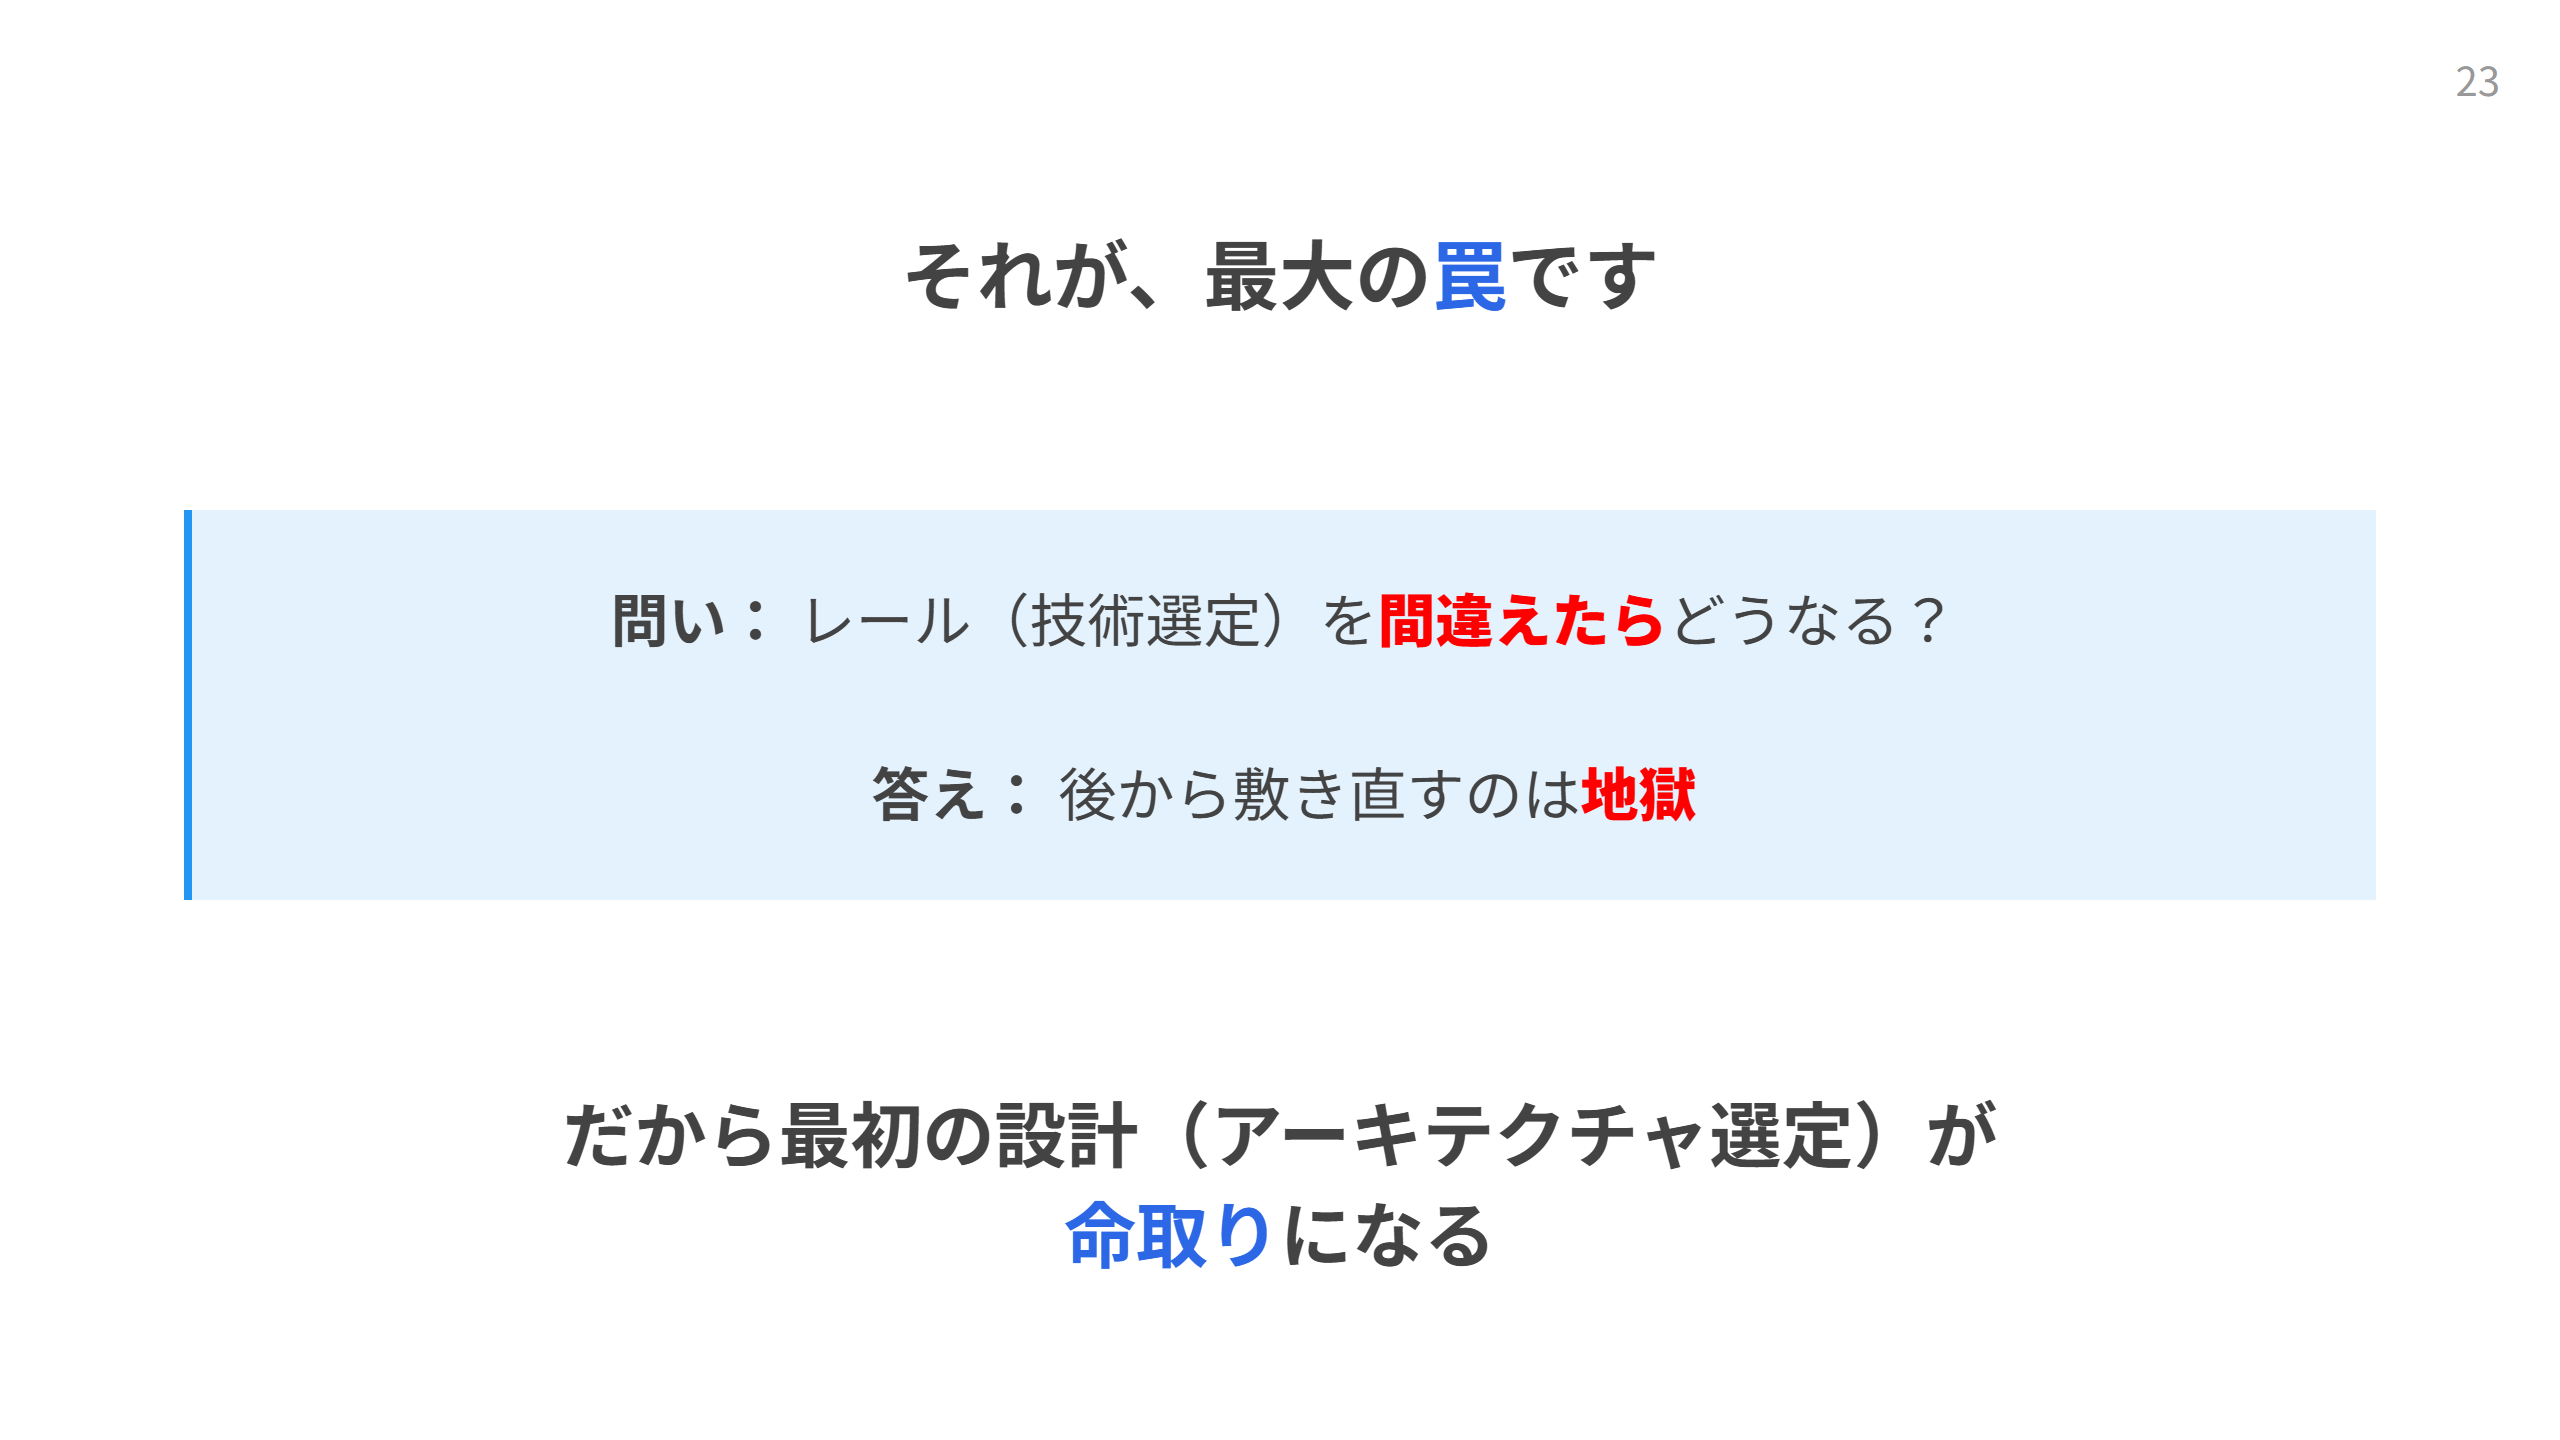 23
それが、最大の罠です
問い： レール（技術選定）を間違えたらどうなる？
答え： 後から敷き直すのは地獄
だから最初の設計（アーキテクチャ選定）が
命取りになる